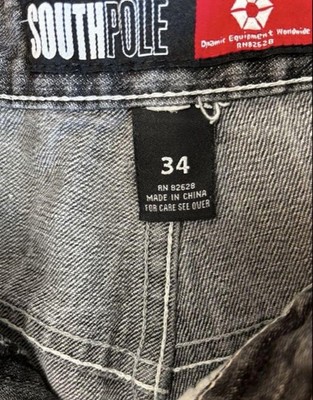 SOUTHPOLE
Dynamic Equipment Worldwide
RN82628
34
RN 82628
MADE IN CHINA
FOR CARE SEE OVER